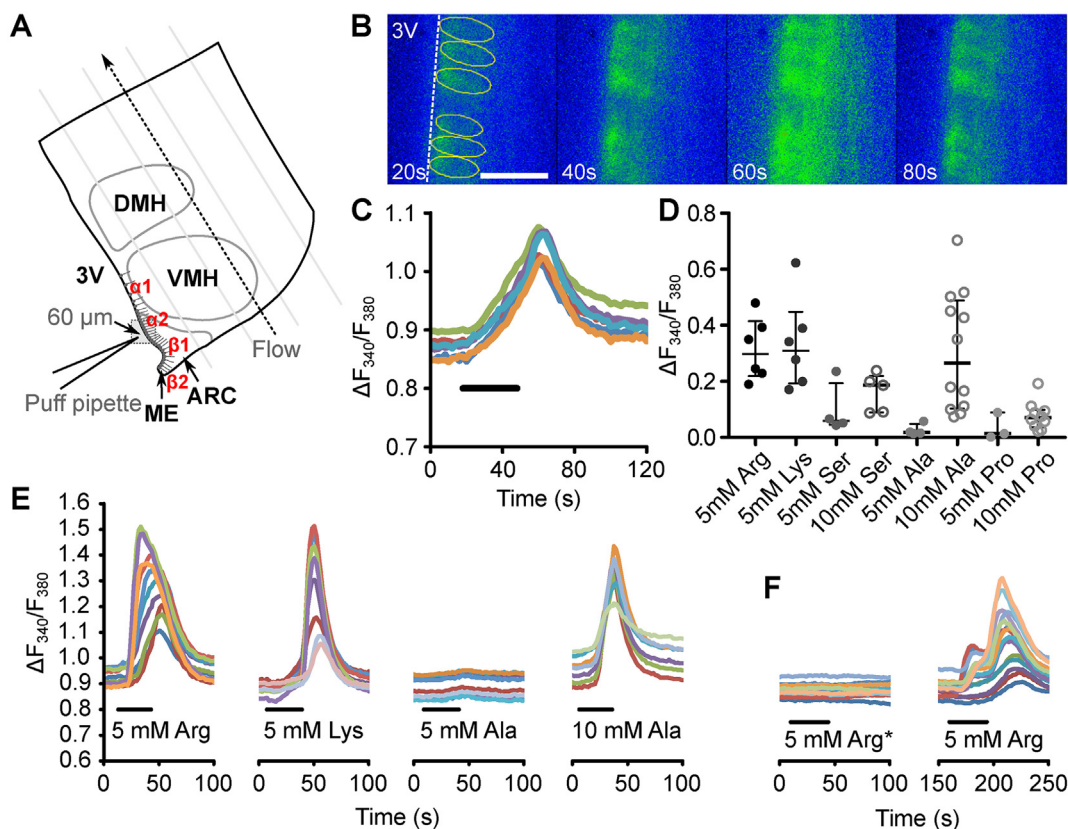 A
DMH
3V
VMH
α1
60 μm
α2
β1
Flow
Puff pipette
β2
ME
ARC
B
3V
20s
40s
60s
80s
C
ΔF340/F380
1.1
1.0
0.9
0.8
0.7
0
40
80
120
Time (s)
D
ΔF340/F380
0.8
0.6
0.4
0.2
0.0
5mM Arg
5mM Lys
5mM Ser
10mM Ser
5mM Ala
10mM Ala
5mM Pro
10mM Pro
E
ΔF340/F380
1.6
1.5
1.4
1.3
1.2
1.1
1.0
0.9
0.8
0.7
0.6
5 mM Arg
5 mM Lys
5 mM Ala
10 mM Ala
0 50 100
0 50 100
0 50 100
0 50 100
Time (s)
F
5 mM Arg*
5 mM Arg
0 50 100
150 200 250
Time (s)